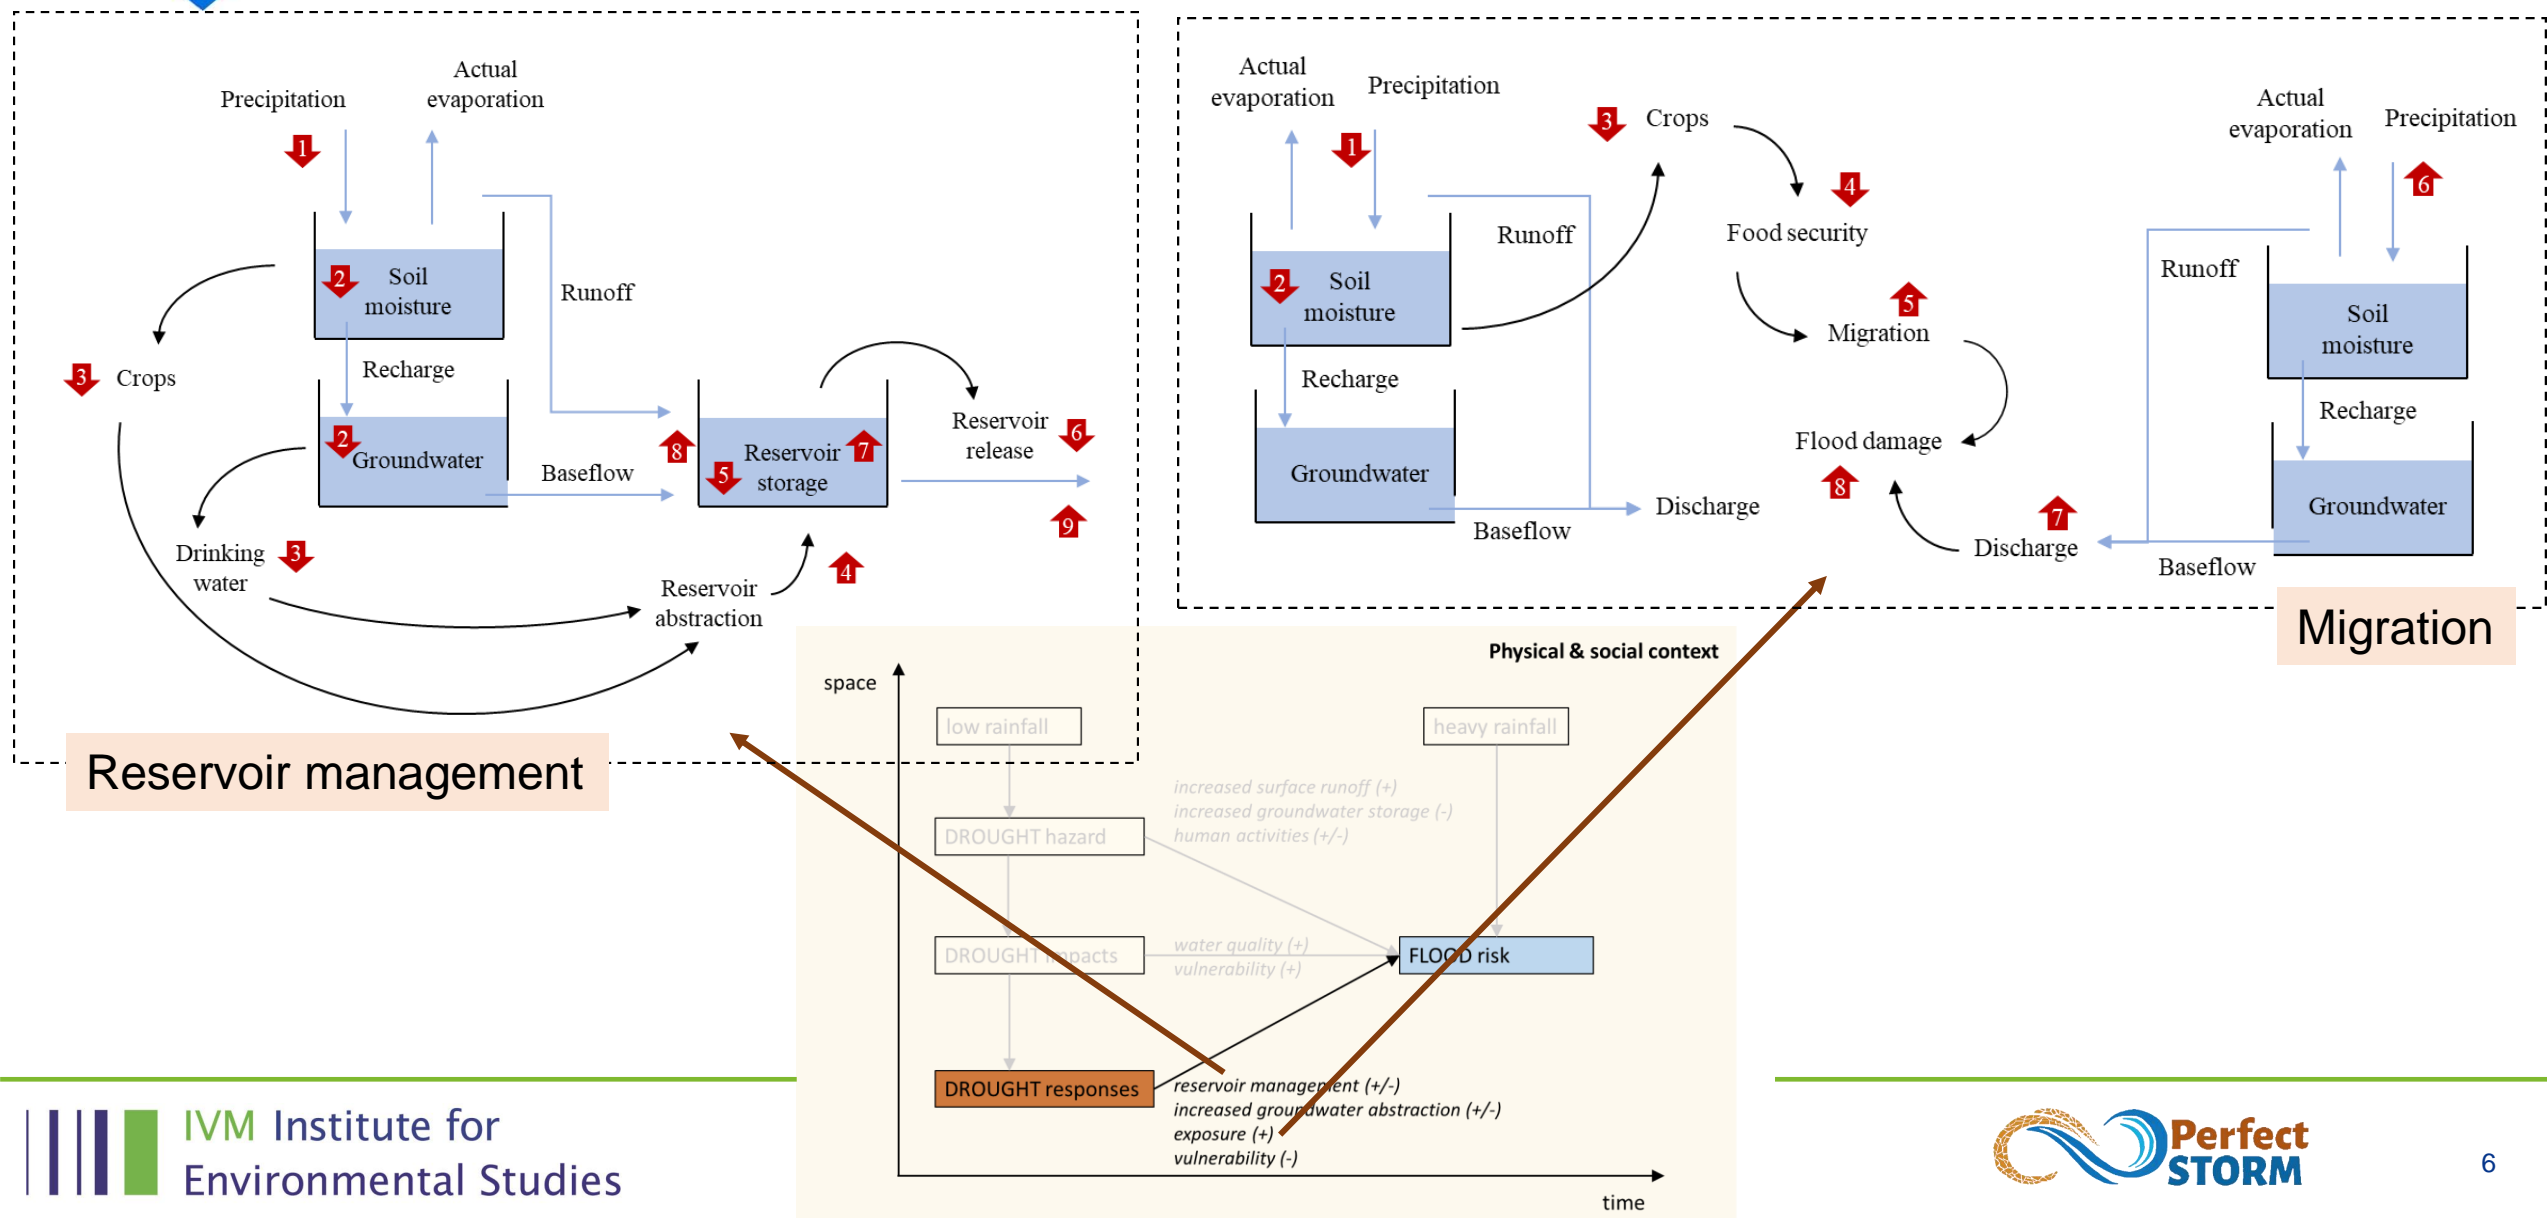 Precipitation
Actual
evaporation
1
2
Soil
moisture
Runoff
3
Crops
Recharge
2
Groundwater
Baseflow
8
5
Reservoir
storage
7
Reservoir
release
6
9
Drinking
water
3
Reservoir
abstraction
4
Reservoir management
Actual
evaporation
Precipitation
1
3
Crops
4
Food security
Runoff
2
Soil
moisture
5
Migration
Recharge
Groundwater
Baseflow
Discharge
Flood damage
8
7
Discharge
Actual
evaporation
Precipitation
6
Runoff
Soil
moisture
Recharge
Groundwater
Baseflow
Migration
Physical & social context
space
low rainfall
heavy rainfall
increased surface runoff (+)
increased groundwater storage (-)
human activities (+/-)
DROUGHT hazard
DROUGHT impacts
water quality (+)
vulnerability (+)
FLOOD risk
DROUGHT responses
reservoir management (+/-)
increased groundwater abstraction (+/-)
exposure (+)
vulnerability (-)
time
IVM Institute for
Environmental Studies
Perfect
STORM
6